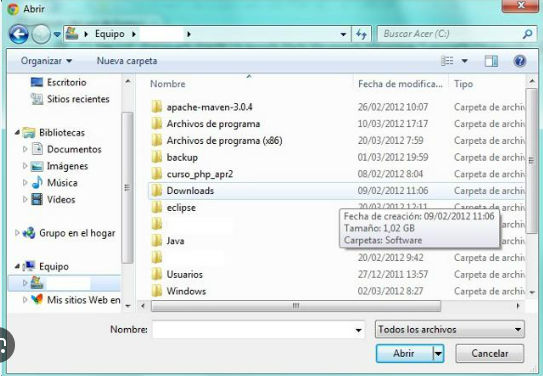 Abrir
Equipo
Buscar Acer (C:)
Organizar
Nueva carpeta
Escritorio
Sitios recientes
Bibliotecas
Documentos
Imágenes
Música
Vídeos
Grupo en el hogar
Equipo
Mis sitios Web en
Nombre Fecha de modifica... Tipo
apache-maven-3.0.4 26/02/2012 10:07 Carpeta de archiv
Archivos de programa 10/03/2012 17:17 Carpeta de archiv
Archivos de programa (x86) 20/03/2012 7:59 Carpeta de archiv
backup 01/03/2012 19:59 Carpeta de archiv
curso_php_apr2 08/02/2012 8:04 Carpeta de archiv
Downloads 09/02/2012 11:06 Carpeta de archiv
eclipse 20/03/2012 12:11 Carpeta de archiv
Fecha de creación: 09/02/2012 11:06
Tamaño: 1,02 GB
Carpetas: Software
Java
20/02/2012 9:42 Carpeta de archiv
Usuarios 27/12/2011 13:57 Carpeta de archiv
Windows 02/03/2012 8:27 Carpeta de archiv
Nombre:
Todos los archivos
Abrir
Cancelar